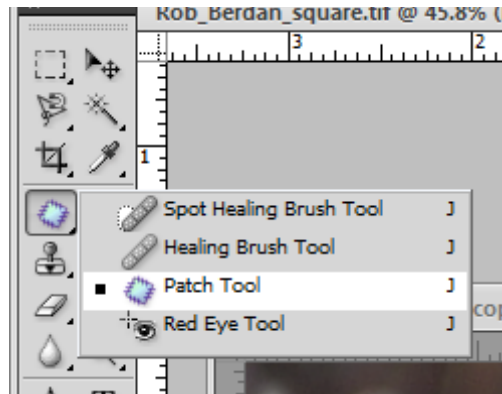 Rob_Berdan_square.tif @ 45.8% (
3
2
1
Spot Healing Brush Tool J
Healing Brush Tool J
Patch Tool J
Red Eye Tool J
cop